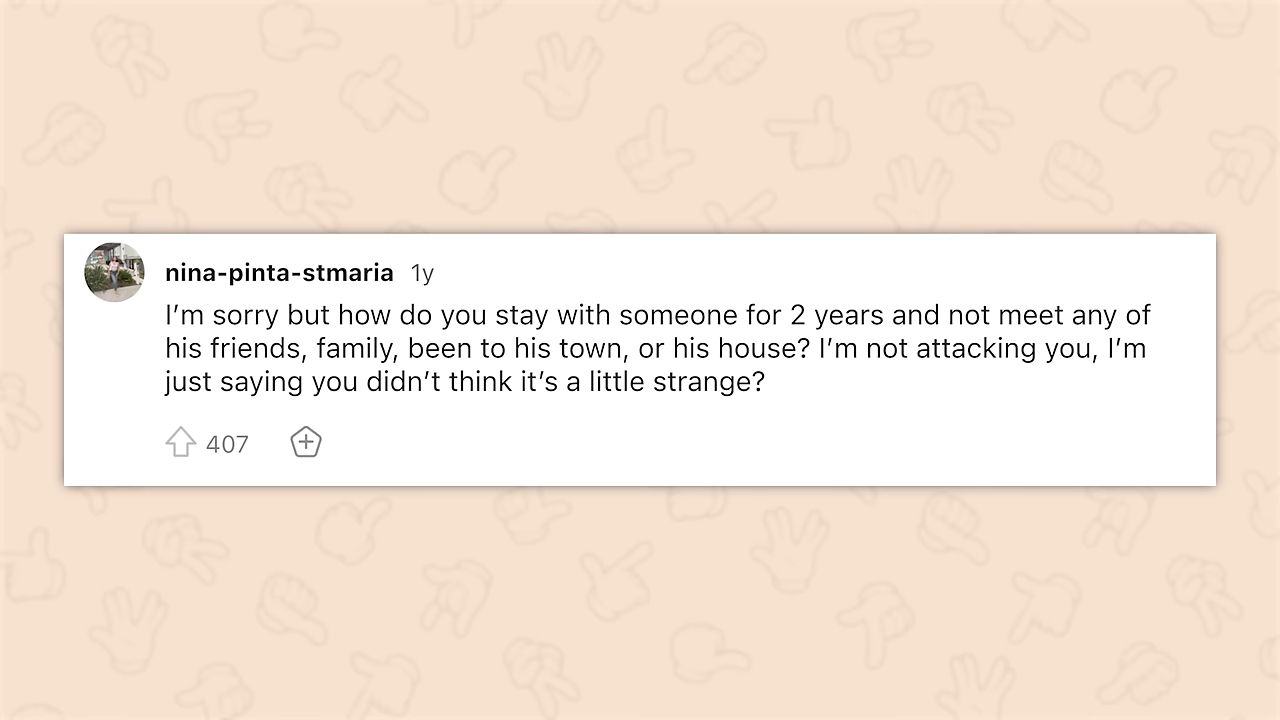 nina-pinta-stmaria 1y
I’m sorry but how do you stay with someone for 2 years and not meet any of
his friends, family, been to his town, or his house? I’m not attacking you, I’m
just saying you didn’t think it’s a little strange?
407